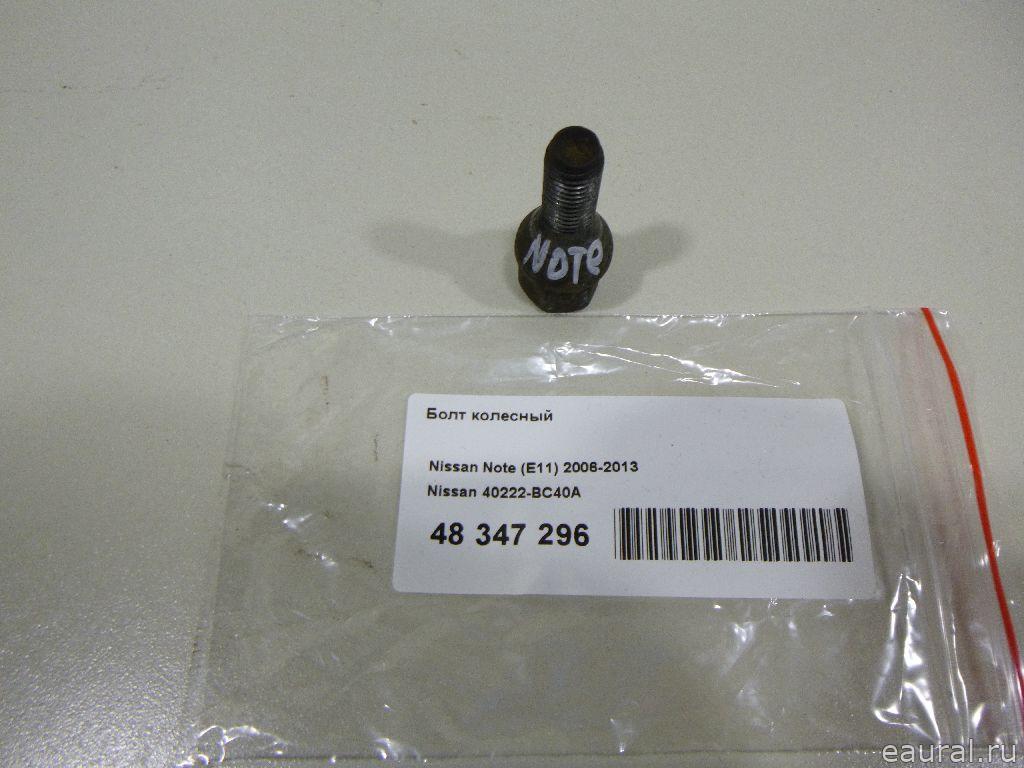 NOTe
Болт колесный
Nissan Note (E11) 2006-2013
Nissan 40222-BC40A
48 347 296
eaural.ru